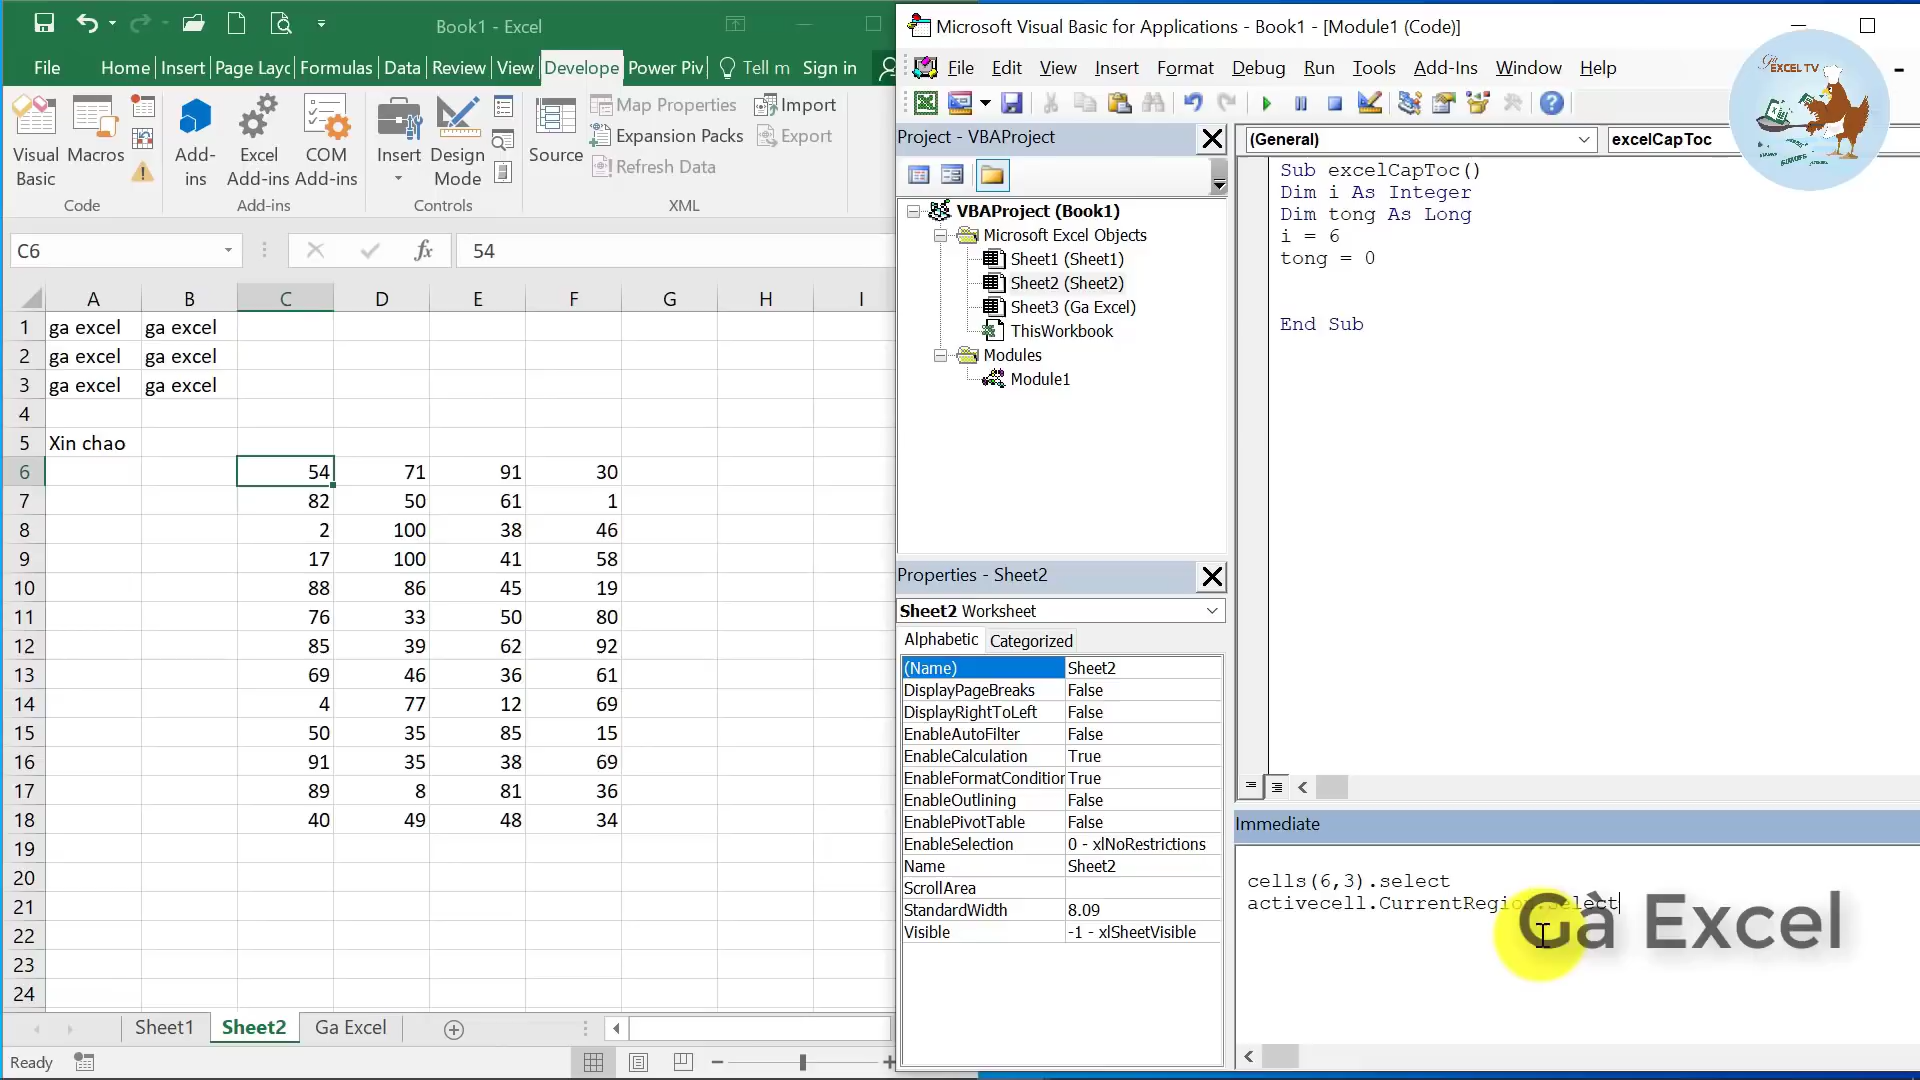 Book1 - Excel
File Home Insert Page Layc Formulas Data Review View Develope Power Piv Tell m Sign in
Visual Basic
Macros
Code
Add-ins
Excel Add-ins
COM Add-ins
Add-ins
Insert
Design Mode
Controls
Source
Map Properties
Expansion Packs
Refresh Data
Import
Export
XML
C6 fx 54
A B C D E F G H I
1 ga excel ga excel
2 ga excel ga excel
3 ga excel ga excel
4
5 Xin chao
6 54 71 91 30
7 82 50 61 1
8 2 100 38 46
9 17 100 41 58
10 88 86 45 19
11 76 33 50 80
12 85 39 62 92
13 69 46 36 61
14 4 77 12 69
15 50 35 85 15
16 91 35 38 69
17 89 8 81 36
18 40 49 48 34
19
20
21
22
23
24
Sheet1 Sheet2 Ga Excel
Ready
Microsoft Visual Basic for Applications - Book1 - [Module1 (Code)]
File Edit View Insert Format Debug Run Tools Add-Ins Window Help
Project - VBAProject
VBAProject (Book1)
Microsoft Excel Objects
Sheet1 (Sheet1)
Sheet2 (Sheet2)
Sheet3 (Ga Excel)
ThisWorkbook
Modules
Module1
Properties - Sheet2
Sheet2 Worksheet
Alphabetic Categorized
(Name) Sheet2
DisplayPageBreaks False
DisplayRightToLeft False
EnableAutoFilter False
EnableCalculation True
EnableFormatCondition True
EnableOutlining False
EnablePivotTable False
EnableSelection 0 - xlNoRestrictions
Name Sheet2
ScrollArea
StandardWidth 8.09
Visible -1 - xlSheetVisible
(General) excelCapToc
Sub excelCapToc()
Dim i As Integer
Dim tong As Long
i = 6
tong = 0
End Sub
Immediate
cells(6,3).select
activecell.CurrentRegion.Select
Gà Excel
Gà
EXCEL TV